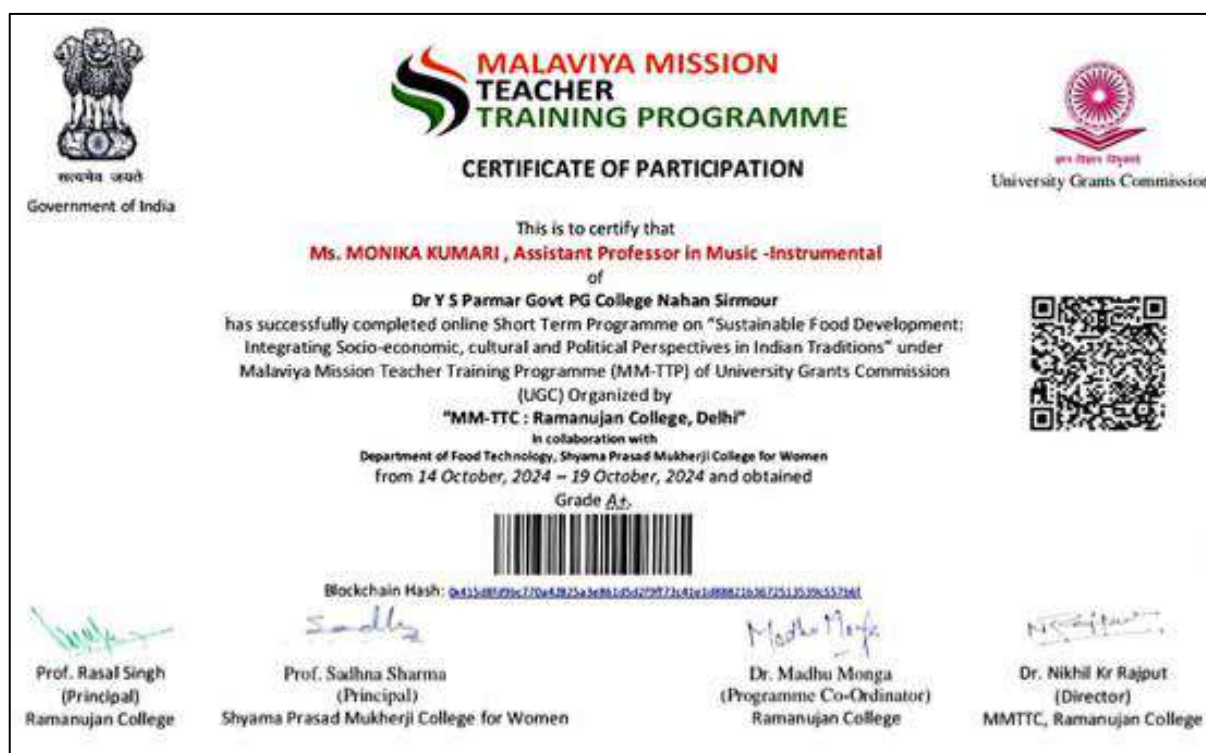 सत्यमेव जयते
Government of India
MALAVIYA MISSION
TEACHER
TRAINING PROGRAMME
CERTIFICATE OF PARTICIPATION
University Grants Commission
This is to certify that
Ms. MONIKA KUMARI , Assistant Professor in Music -Instrumental
of
Dr Y S Parmar Govt PG College Nahan Sirmour
has successfully completed online Short Term Programme on "Sustainable Food Development:
Integrating Socio-economic, cultural and Political Perspectives in Indian Traditions" under
Malaviya Mission Teacher Training Programme (MM-TTP) of University Grants Commission
(UGC) Organized by
"MM-TTC : Ramanujan College, Delhi"
In collaboration with
Department of Food Technology, Shyama Prasad Mukherji College for Women
from 14 October, 2024 – 19 October, 2024 and obtained
Grade A+.
Blockchain Hash:
Prof. Rasal Singh
(Principal)
Ramanujan College
Prof. Sadhna Sharma
(Principal)
Shyama Prasad Mukherji College for Women
Madhu Monga
Dr. Madhu Monga
(Programme Co-Ordinator)
Ramanujan College
Dr. Nikhil Kr Rajput
(Director)
MMTTC, Ramanujan College